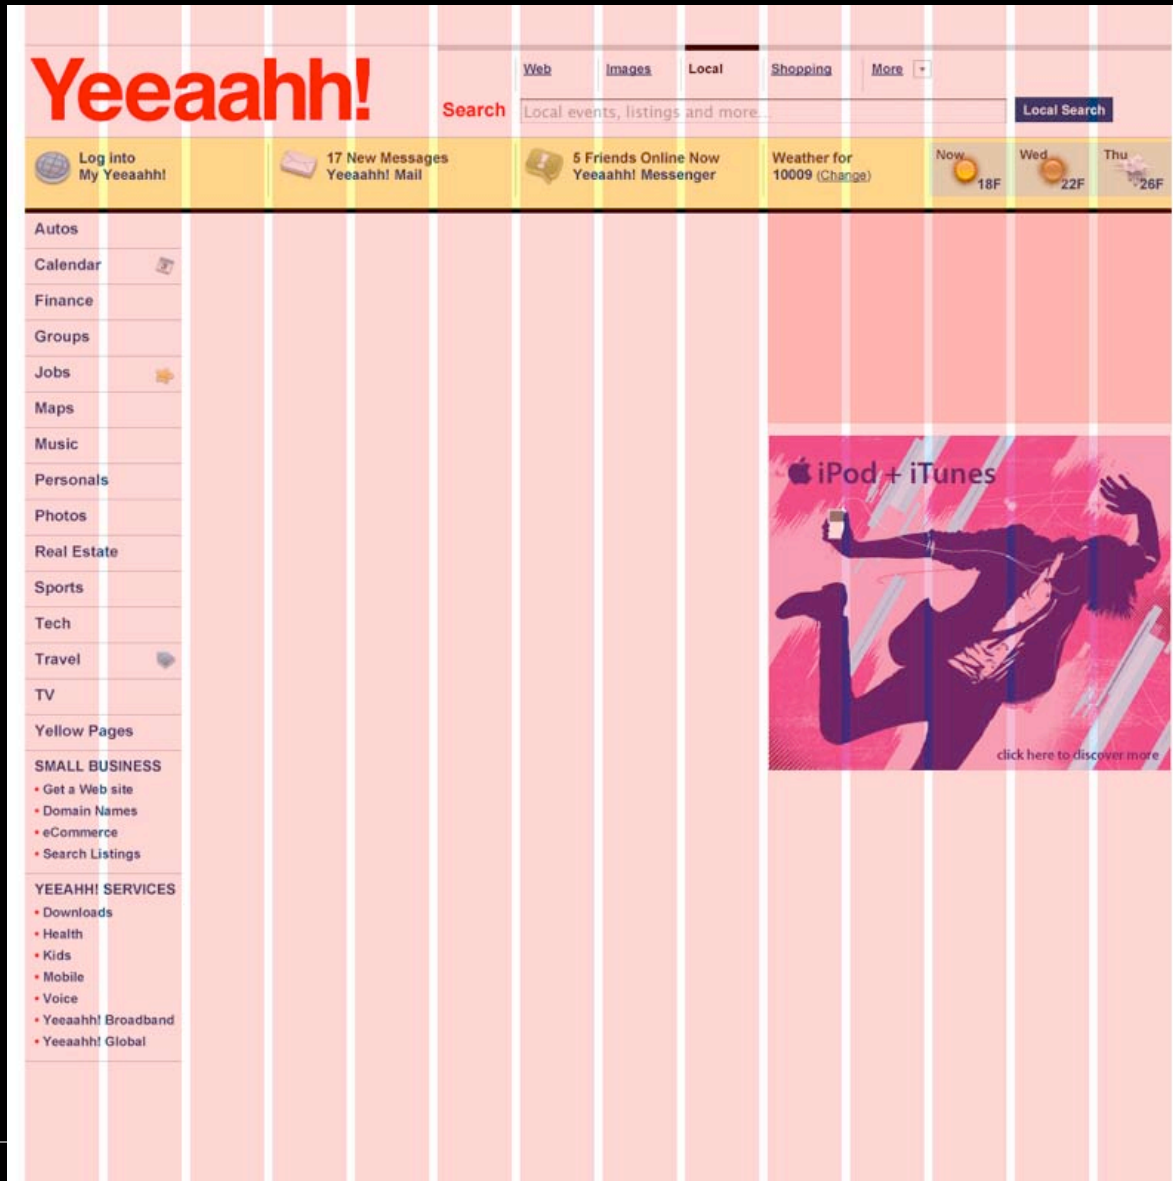 Yeeaahh!
Web Images Local Shopping More
Search Local events, listings and more... Local Search
Log into
My Yeeaahh!
17 New Messages
Yeeaahh! Mail
5 Friends Online Now
Yeeaahh! Messenger
Weather for
10009 (Change)
Now
18F
Wed
22F
Thu
26F
Autos
Calendar
Finance
Groups
Jobs
Maps
Music
Personals
Photos
Real Estate
Sports
Tech
Travel
TV
Yellow Pages
SMALL BUSINESS
• Get a Web site
• Domain Names
• eCommerce
• Search Listings
YEEAHH! SERVICES
• Downloads
• Health
• Kids
• Mobile
• Voice
• Yeeaahh! Broadband
• Yeeaahh! Global
iPod + iTunes
click here to discover more